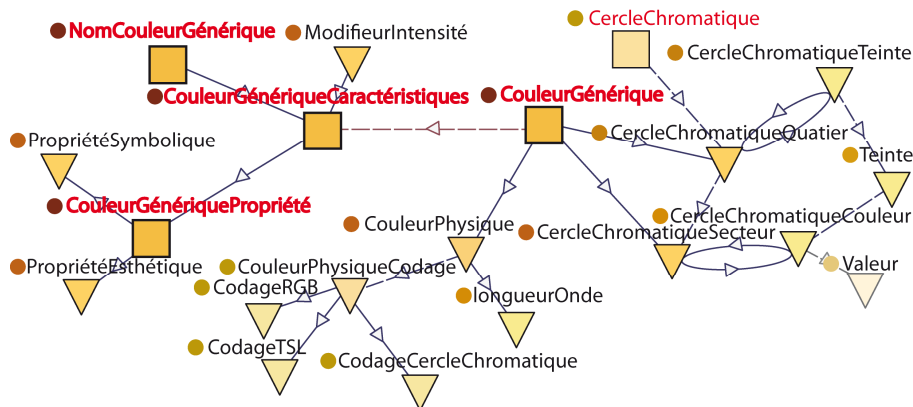 CercleChromatique
NomCouleurGénérique
ModifieurIntensité
CercleChromatiqueTeinte
CouleurGénériqueCaractéristiques
CouleurGénérique
CercleChromatiqueQuatier
PropriétéSymbolique
Teinte
CouleurGénériquePropriété
CouleurPhysique
CercleChromatiqueCouleur
CercleChromatiqueSecteur
PropriétéEsthétique
CouleurPhysiqueCodage
Valeur
CodageRGB
longueurOnde
CodageTSL
CodageCercleChromatique